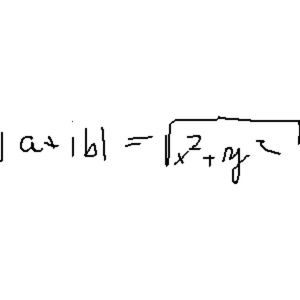 |a+ib| = √(x²+y²)